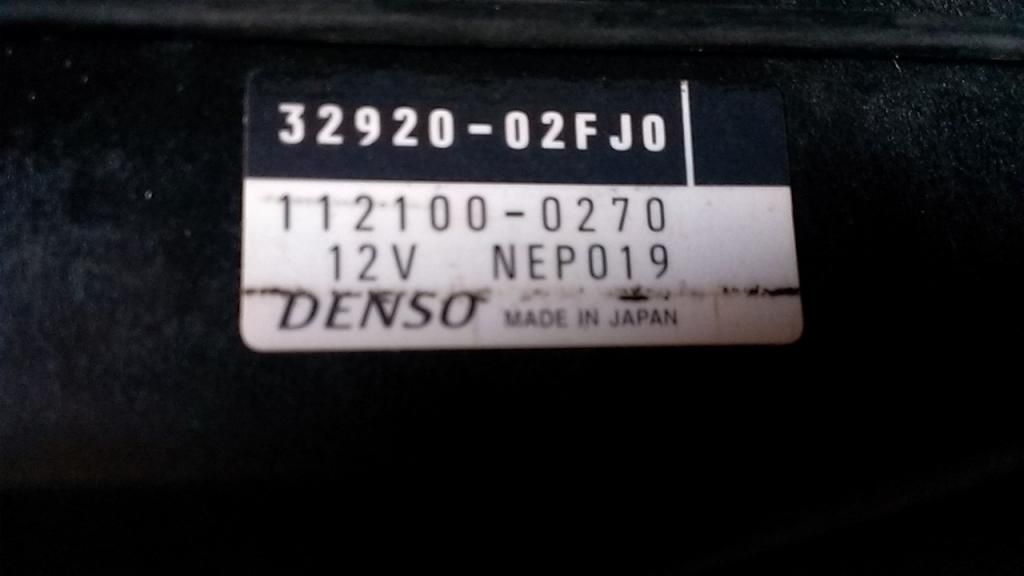 32920-02FJ0
112100-0270
12V NEP019
DENSO MADE IN JAPAN